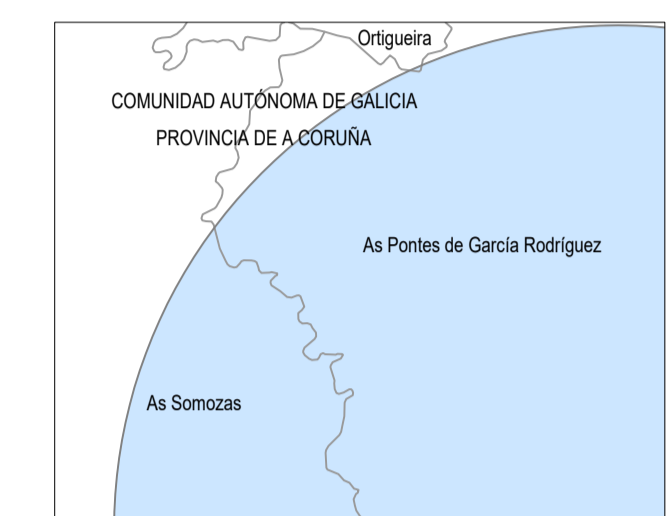 Ortigueira
COMUNIDAD AUTÓNOMA DE GALICIA
PROVINCIA DE A CORUÑA
As Pontes de García Rodríguez
As Somozas